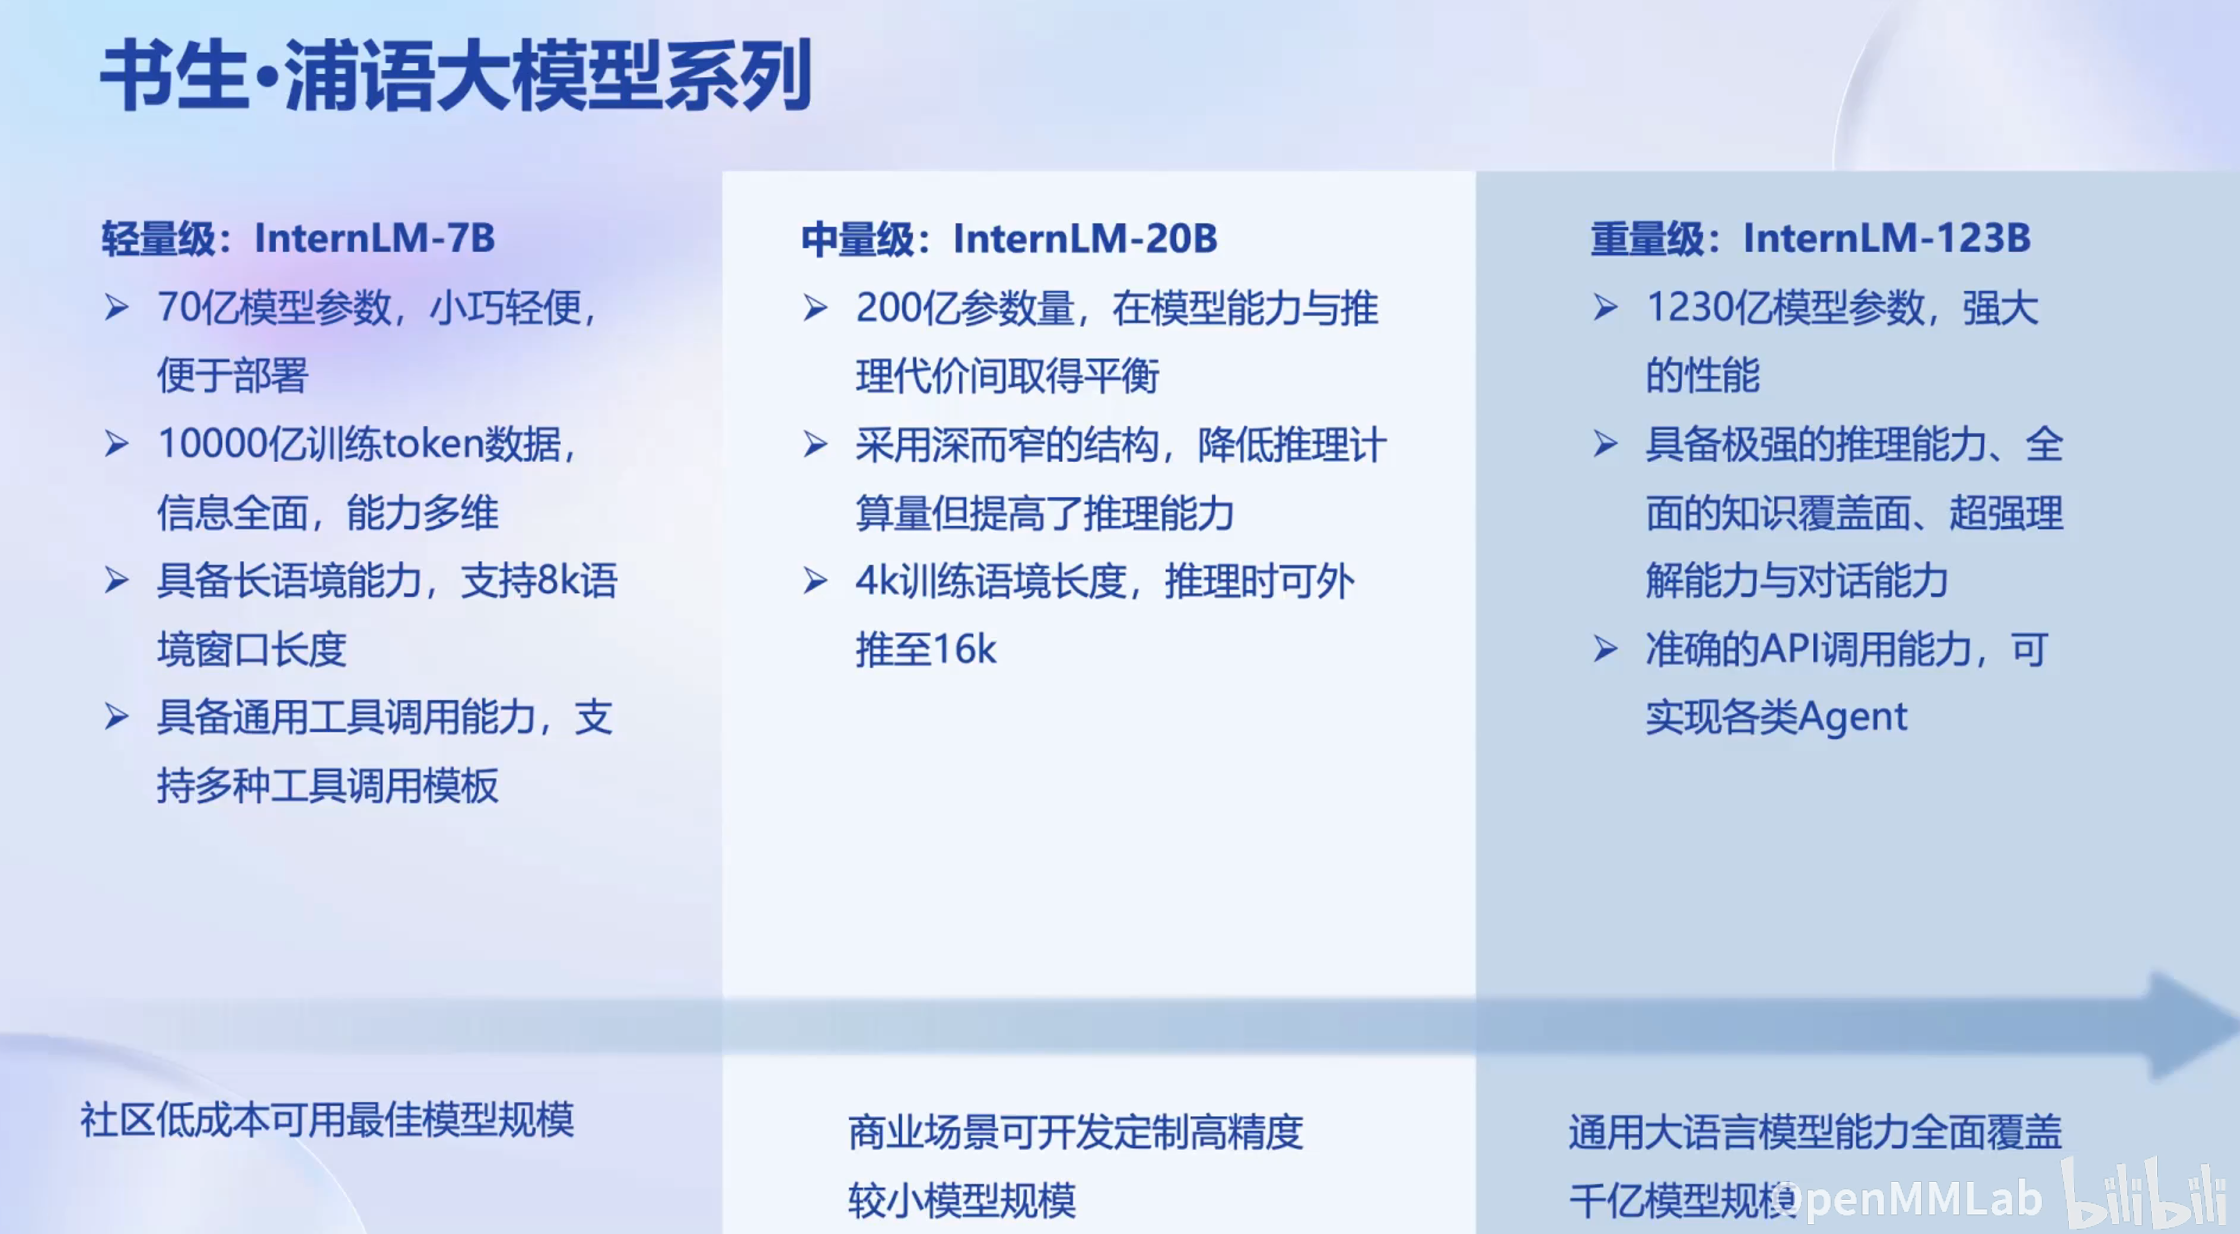 书生•浦语大模型系列
轻量级：InternLM-7B
➢ 70亿模型参数，小巧轻便，
便于部署
➢ 10000亿训练token数据，
信息全面，能力多维
➢ 具备长语境能力，支持8k语
境窗口长度
➢ 具备通用工具调用能力，支
持多种工具调用模板
社区低成本可用最佳模型规模
中量级：InternLM-20B
➢ 200亿参数量，在模型能力与推
理代价间取得平衡
➢ 采用深而窄的结构，降低推理计
算量但提高了推理能力
➢ 4k训练语境长度，推理时可外
推至16k
商业场景可开发定制高精度
较小模型规模
重量级：InternLM-123B
➢ 1230亿模型参数，强大
的性能
➢ 具备极强的推理能力、全
面的知识覆盖面、超强理
解能力与对话能力
➢ 准确的API调用能力，可
实现各类Agent
通用大语言模型能力全面覆盖
千亿模型规模
OpenMMLab bilibili